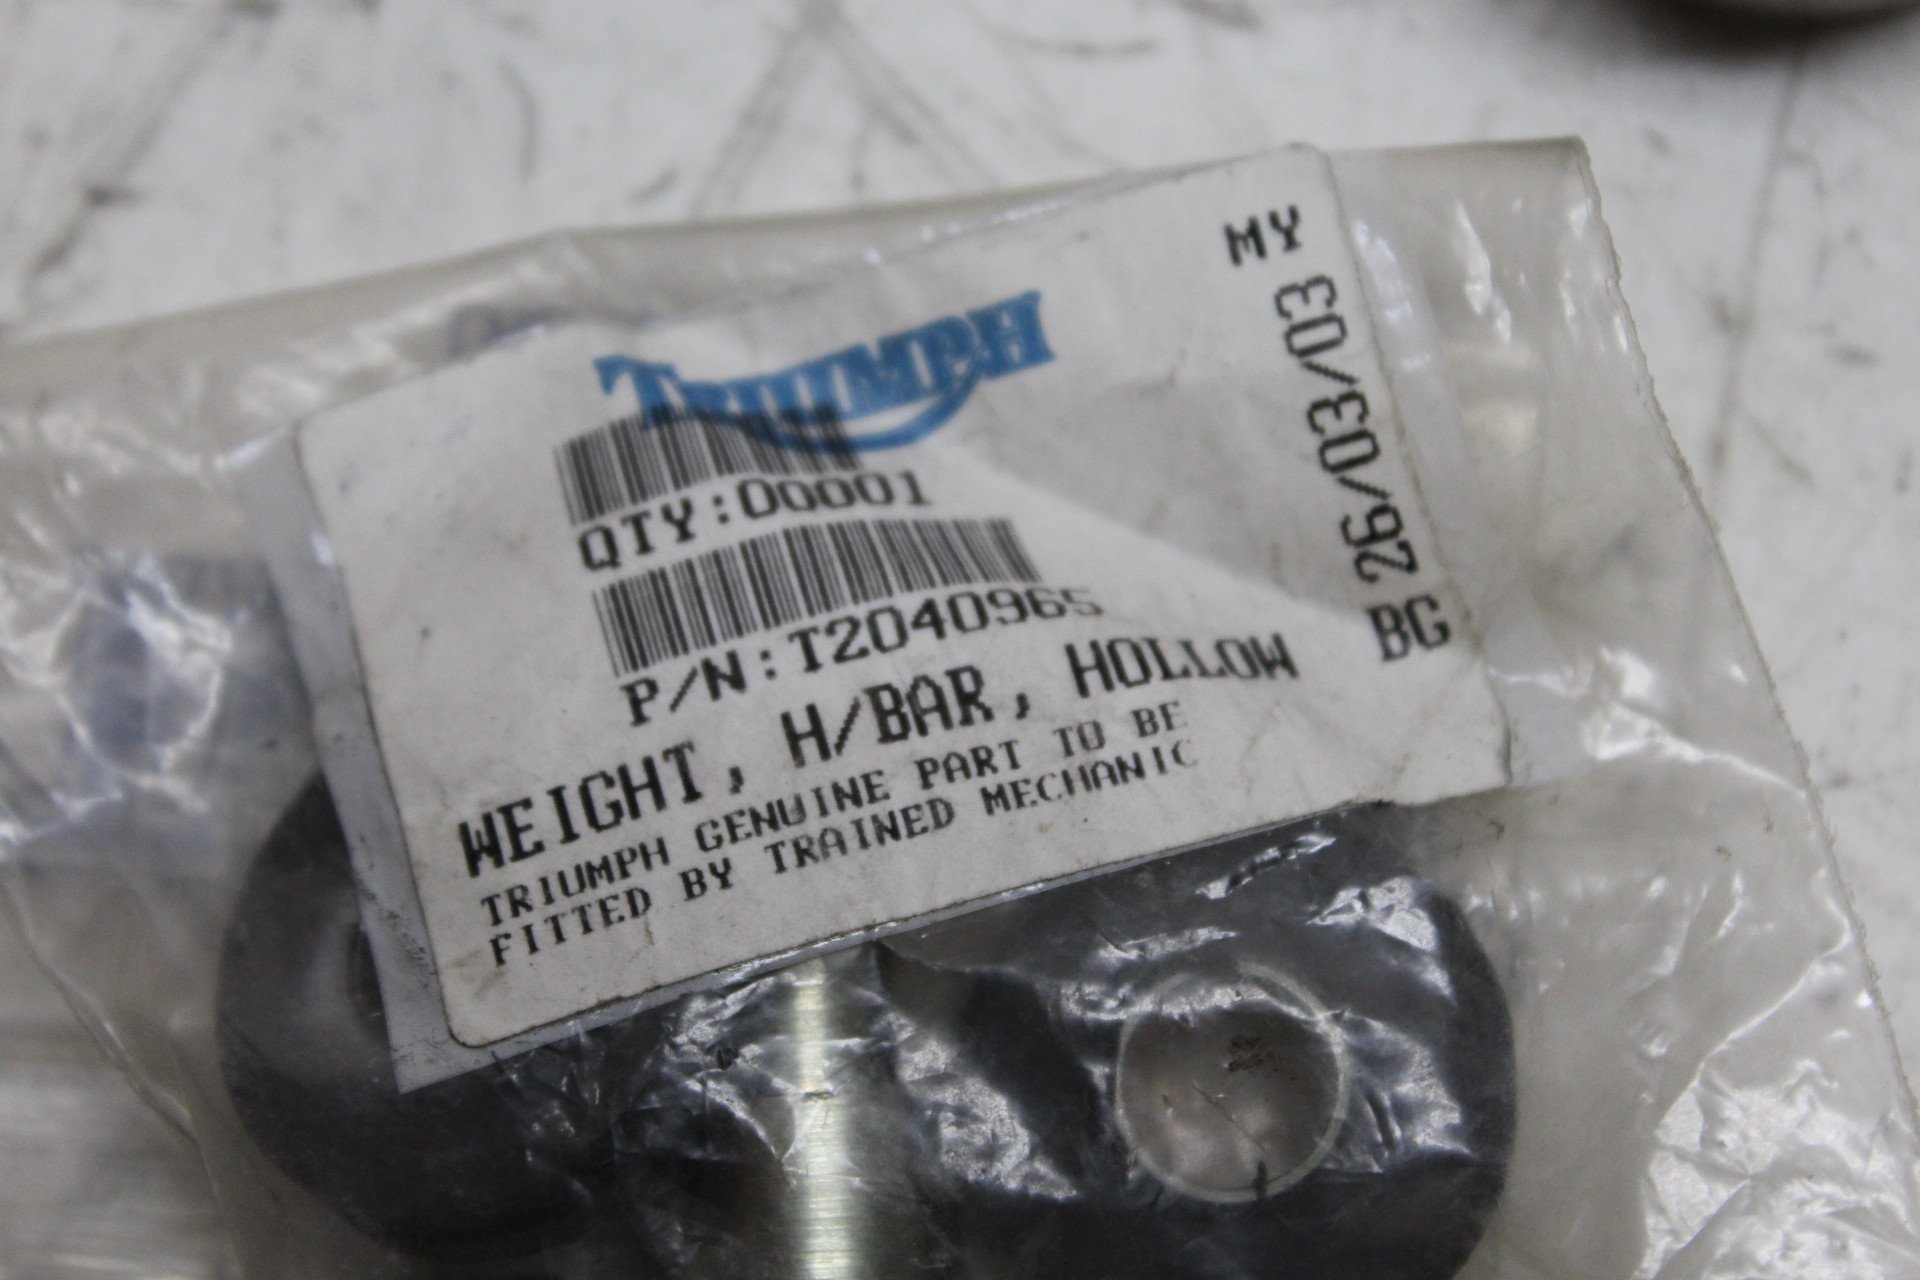 TRIUMPH
QTY:00001
P/N:T2040965
WEIGHT, H/BAR, HOLLOW
TRIUMPH GENUINE PART TO BE
FITTED BY TRAINED MECHANIC
BG 26/03/03 MY